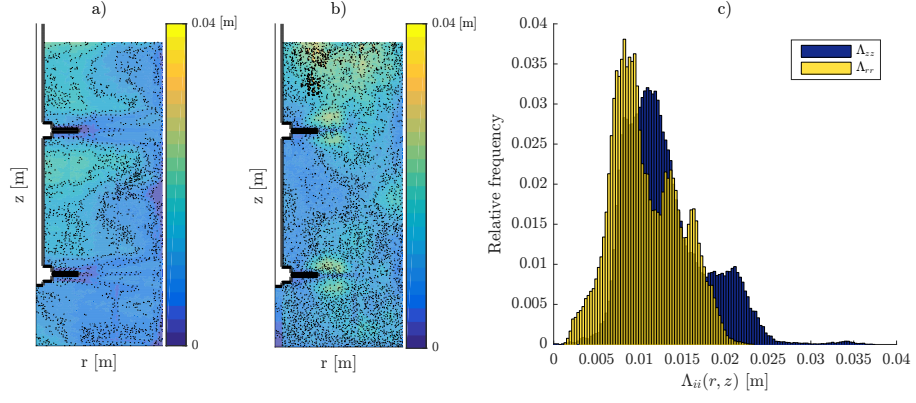 a)
0.04 [m]
z [m]
r [m]
0
b)
0.04 [m]
z [m]
r [m]
0
c)
0.04
0.035
0.03
0.025
0.02
0.015
0.01
0.005
0
Relative frequency
Λzz
Λrr
0 0.005 0.01 0.015 0.02 0.025 0.03 0.035 0.04
Λii(r, z) [m]